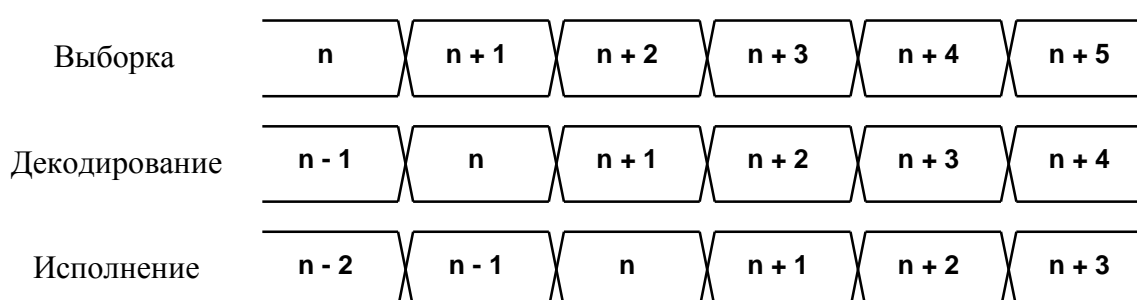 Выборка n n + 1 n + 2 n + 3 n + 4 n + 5
Декодирование n - 1 n n + 1 n + 2 n + 3 n + 4
Исполнение n - 2 n - 1 n n + 1 n + 2 n + 3